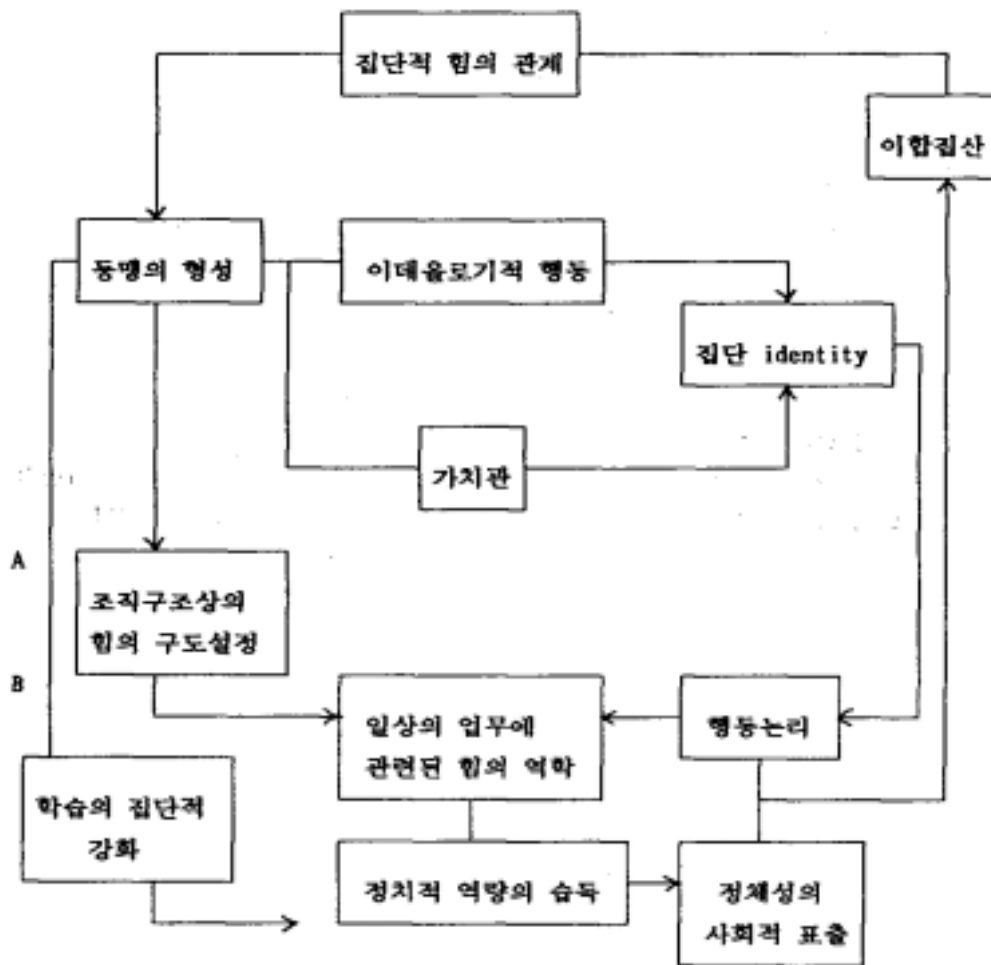 집단적 힘의 관계
이합집산
동맹의 형성
이데올로기적 행동
집단 identity
가치관
A
조직구조상의
힘의 구도설정
B
일상의 업무에
관련된 힘의 역학
행동논리
학습의 집단적
강화
정치적 역량의 습득
정체성의
사회적 표출